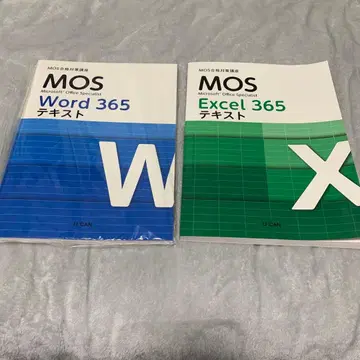 MOS合格対策講座
MOS
Microsoft® Office Specialist
Word 365
テキスト
W
U-CAN
MOS合格対策講座
MOS
Microsoft® Office Specialist
Excel 365
テキスト
X
U-CAN